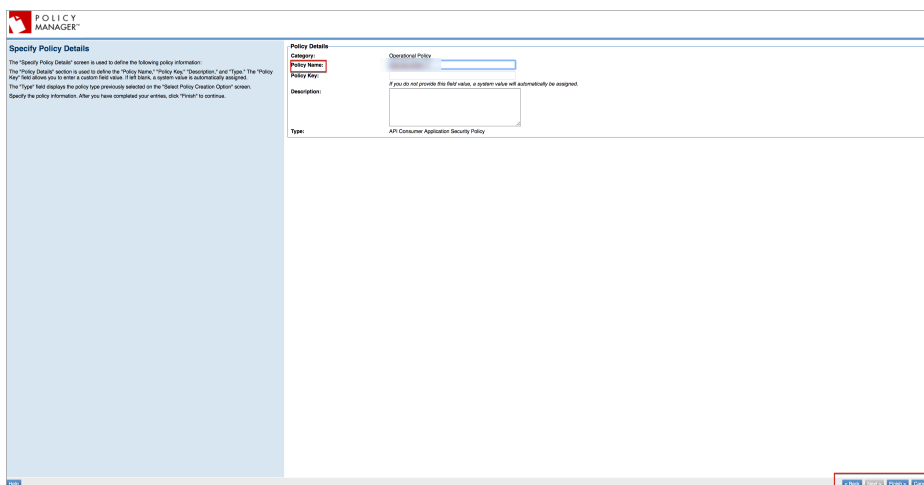 POLICY
MANAGER™
Specify Policy Details
The "Specify Policy Details" screen is used to define the following policy information:
The "Policy Details" section is used to define the "Policy Name," "Policy Key," "Description," and "Type." The "Policy
Key" field allows you to enter a custom field value. If left blank, a system value is automatically assigned.
The "Type" field displays the policy type previously selected on the "Select Policy Creation Option" screen.
Specify the policy information. After you have completed your entries, click "Finish" to continue.
Policy Details
Category: Operational Policy
Policy Name:
Policy Key:
If you do not provide this field value, a system value will automatically be assigned.
Description:
Type: API Consumer Application Security Policy
Help
< Back Next > Finish »